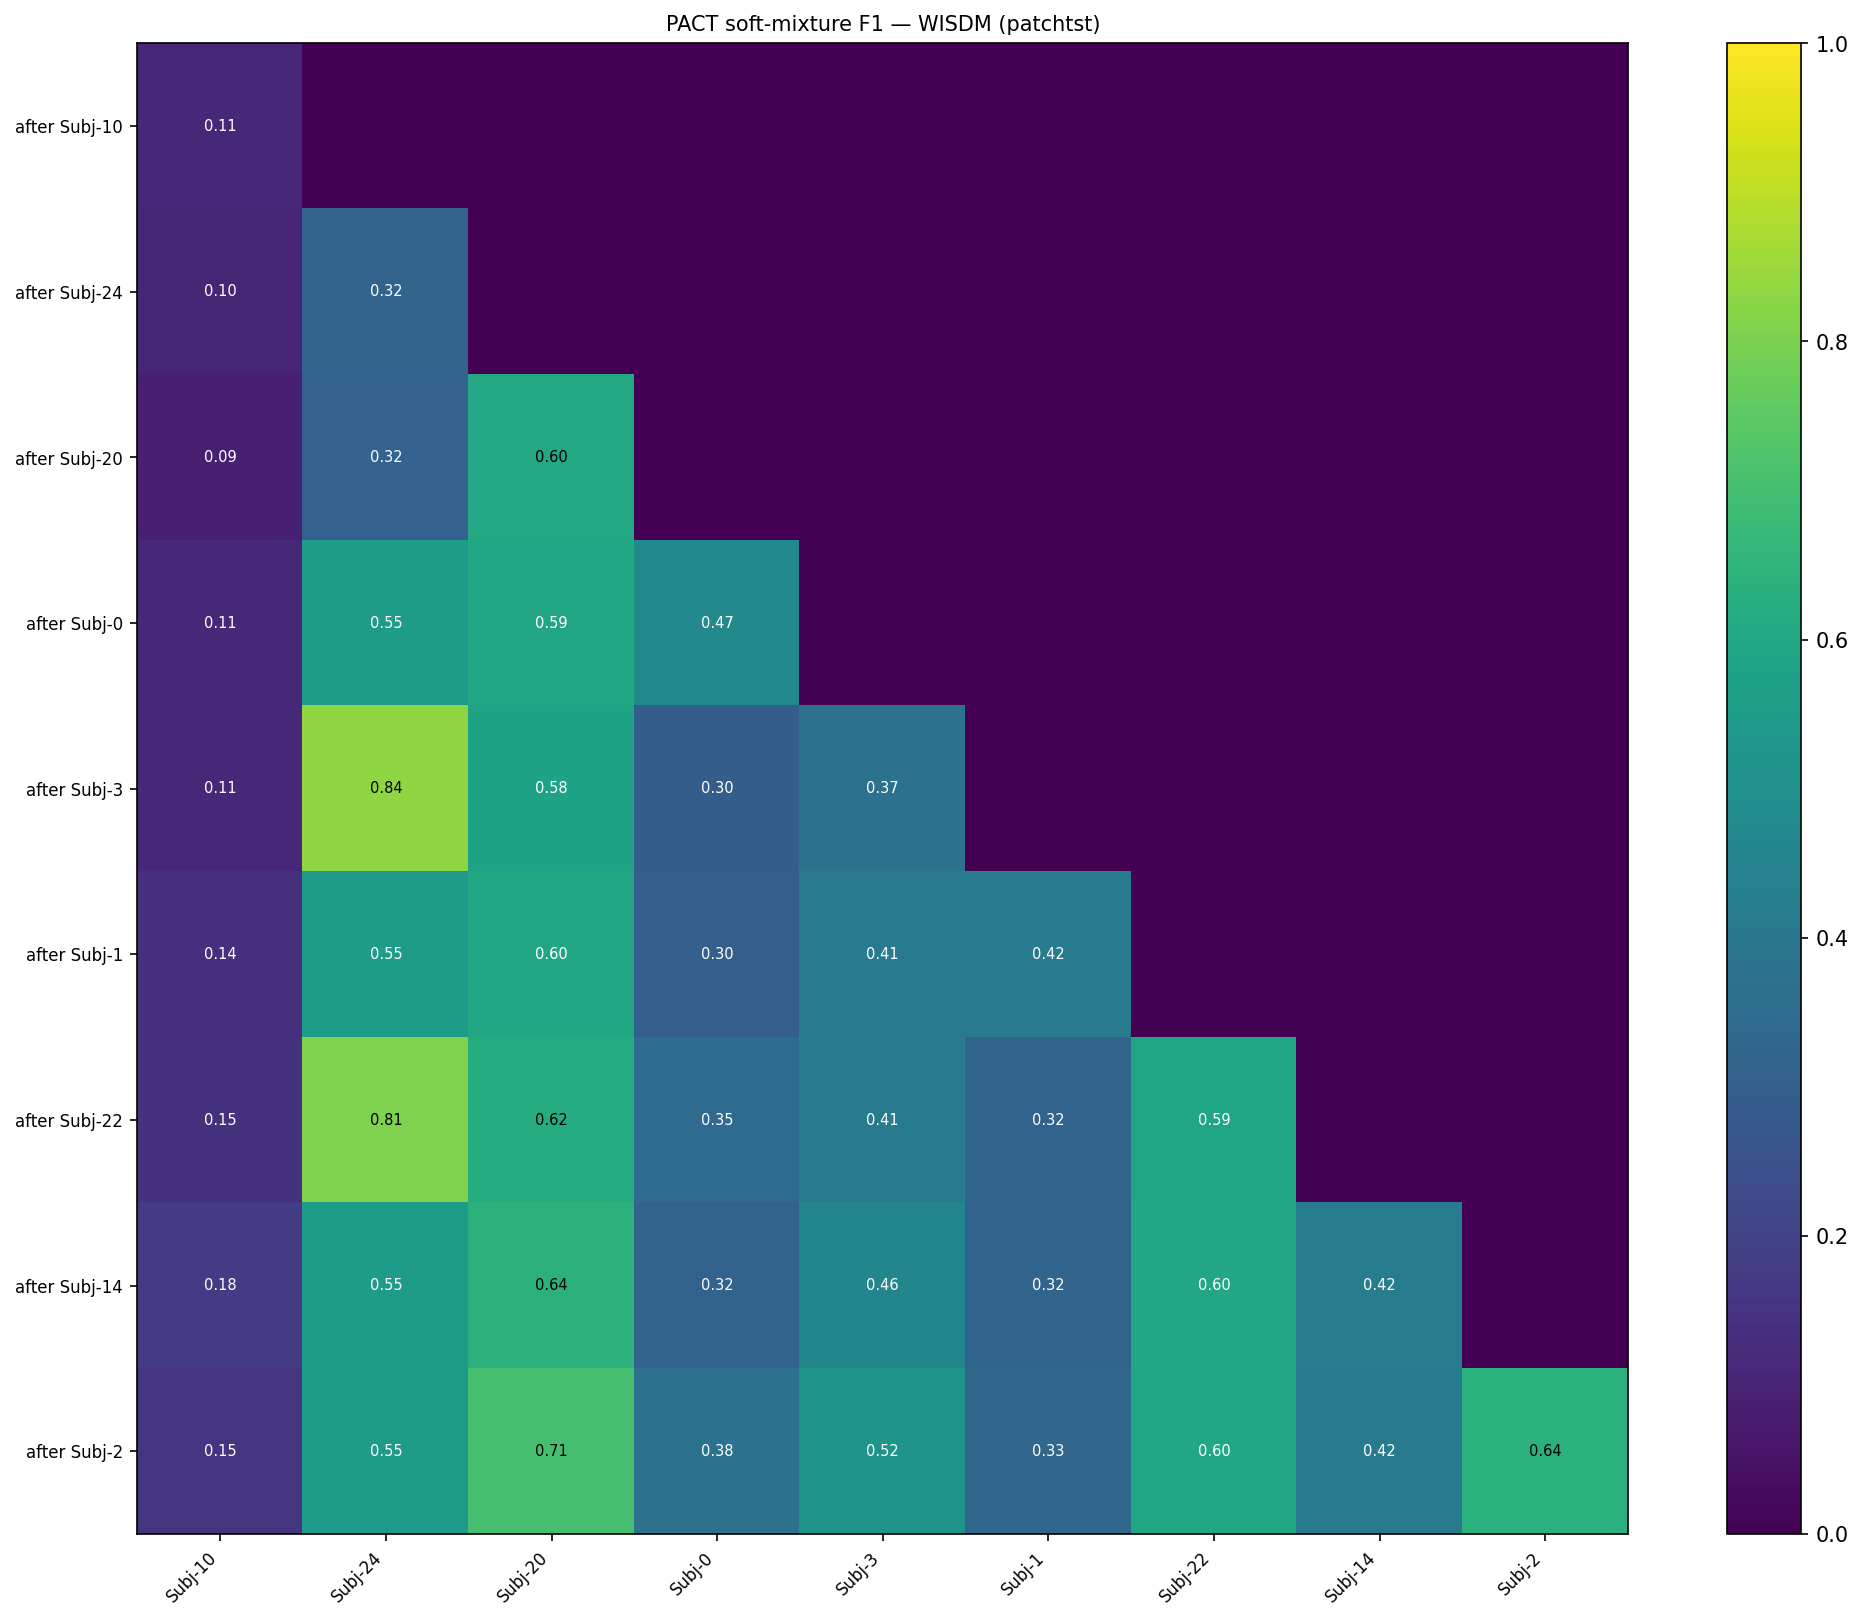 PACT soft-mixture F1 — WISDM (patchtst)
1.0
after Subj-10 0.11
after Subj-24 0.10 0.32
0.8
after Subj-20 0.09 0.32 0.60
after Subj-0 0.11 0.55 0.59 0.47
0.6
after Subj-3 0.11 0.84 0.58 0.30 0.37
0.4
after Subj-1 0.14 0.55 0.60 0.30 0.41 0.42
after Subj-22 0.15 0.81 0.62 0.35 0.41 0.32 0.59
0.2
after Subj-14 0.18 0.55 0.64 0.32 0.46 0.32 0.60 0.42
after Subj-2 0.15 0.55 0.71 0.38 0.52 0.33 0.60 0.42 0.64
0.0
Subj-10 Subj-24 Subj-20 Subj-0 Subj-3 Subj-1 Subj-22 Subj-14 Subj-2